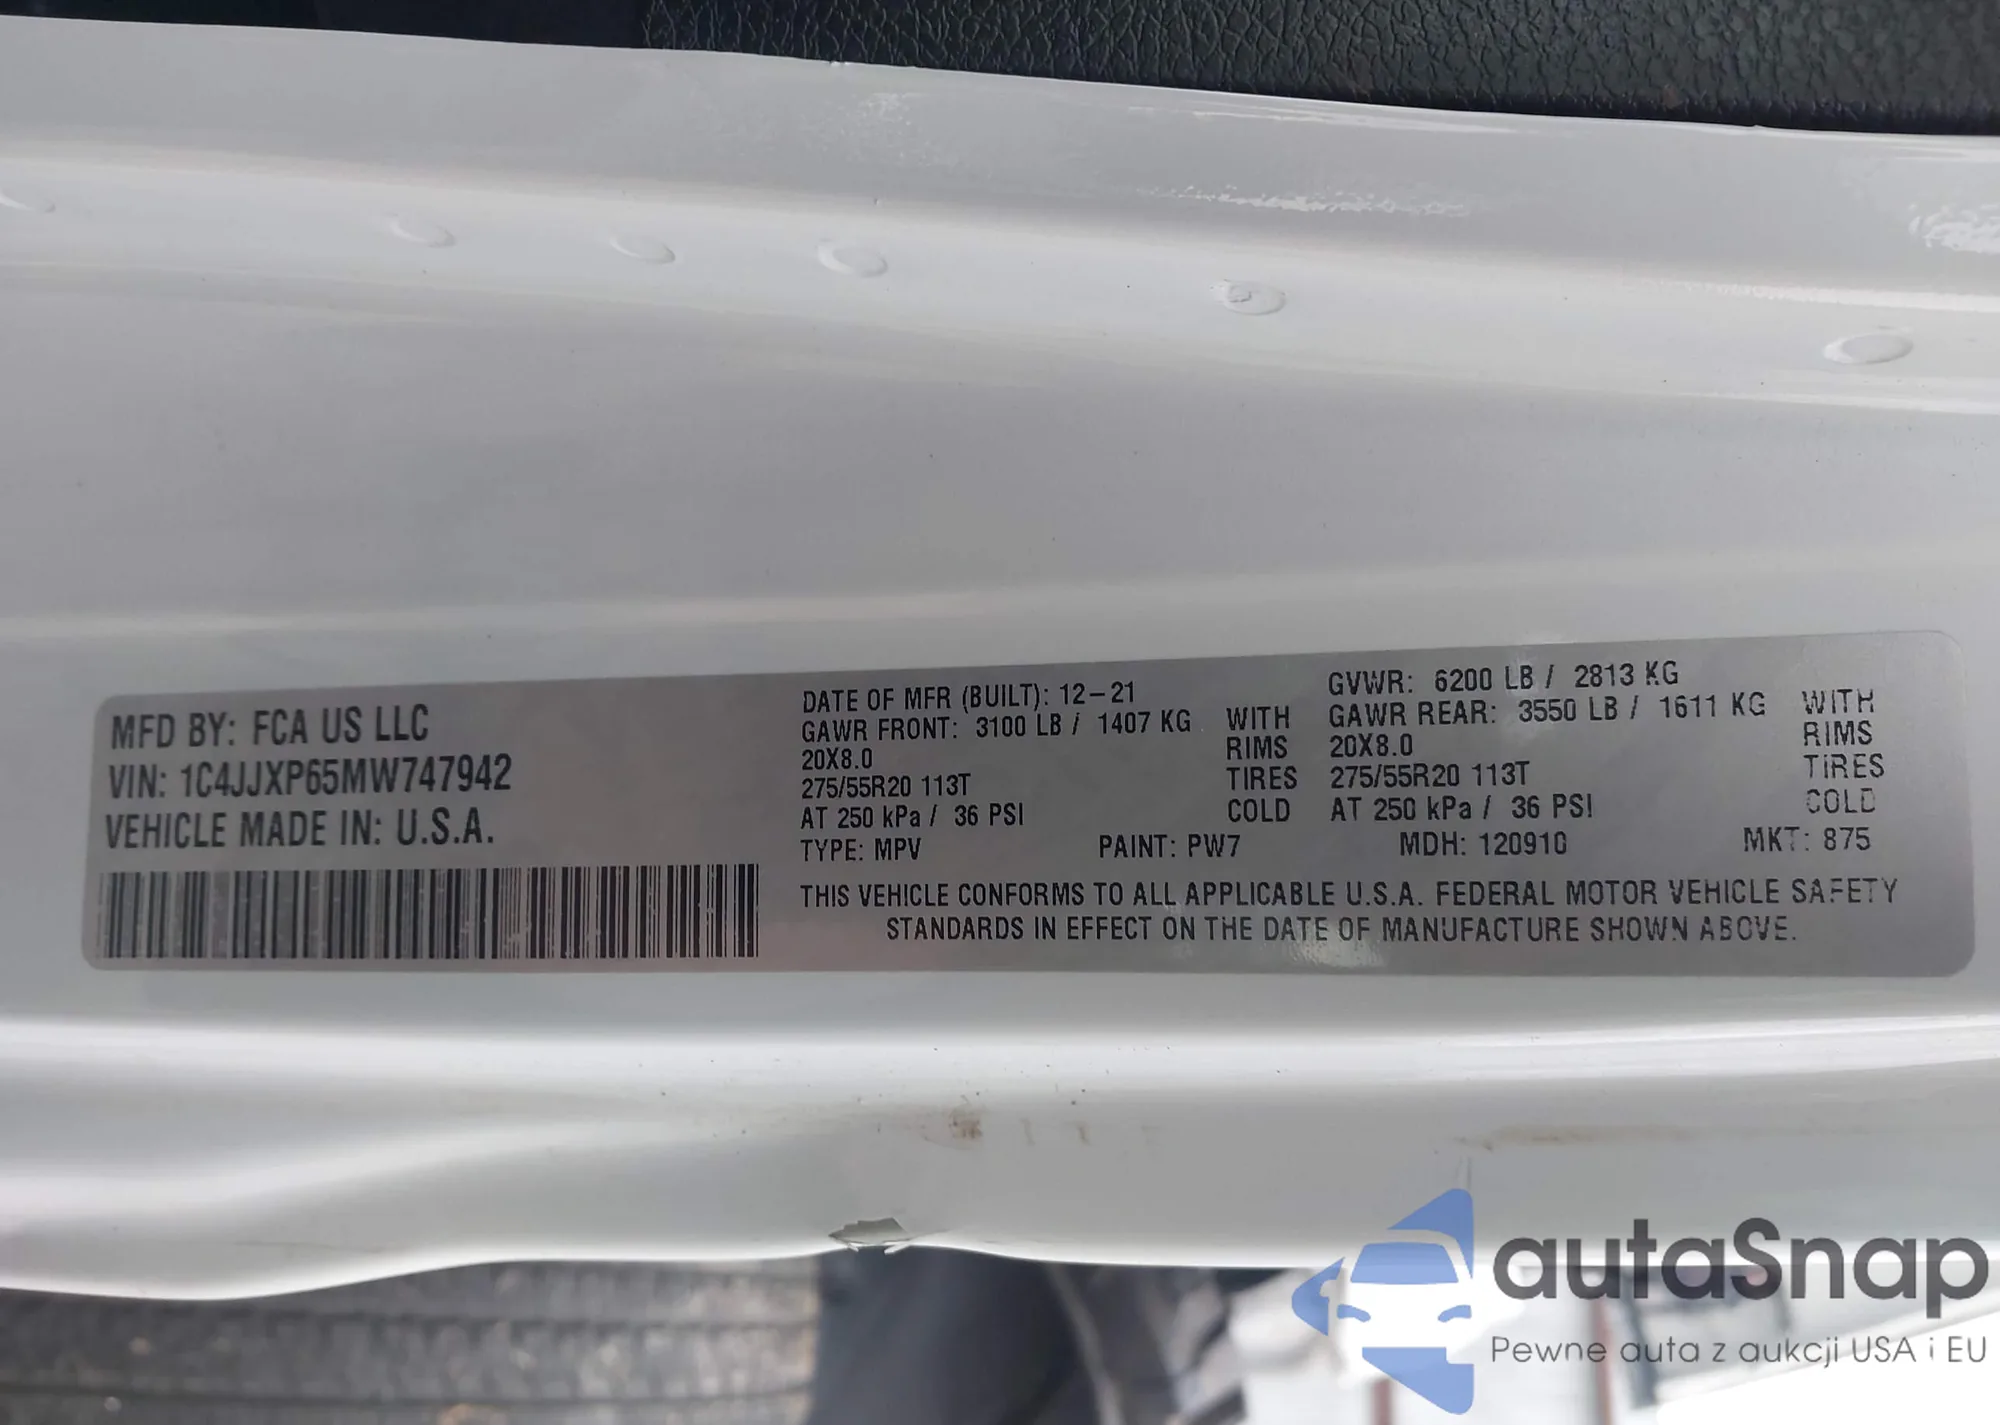 MFD BY: FCA US LLC
VIN: 1C4JJXP65MW747942
VEHICLE MADE IN: U.S.A.
DATE OF MFR (BUILT): 12-21
GVWR: 6200 LB / 2813 KG
GAWR FRONT: 3100 LB / 1407 KG WITH
GAWR REAR: 3550 LB / 1611 KG WITH
20X8.0 RIMS 20X8.0 RIMS
275/55R20 113T TIRES 275/55R20 113T TIRES
AT 250 kPa / 36 PSI COLD AT 250 kPa / 36 PSI COLD
TYPE: MPV PAINT: PW7 MDH: 120910 MKT: 875
THIS VEHICLE CONFORMS TO ALL APPLICABLE U.S.A. FEDERAL MOTOR VEHICLE SAFETY
STANDARDS IN EFFECT ON THE DATE OF MANUFACTURE SHOWN ABOVE.
autaSnap
Pewne auta z aukcji USA i EU